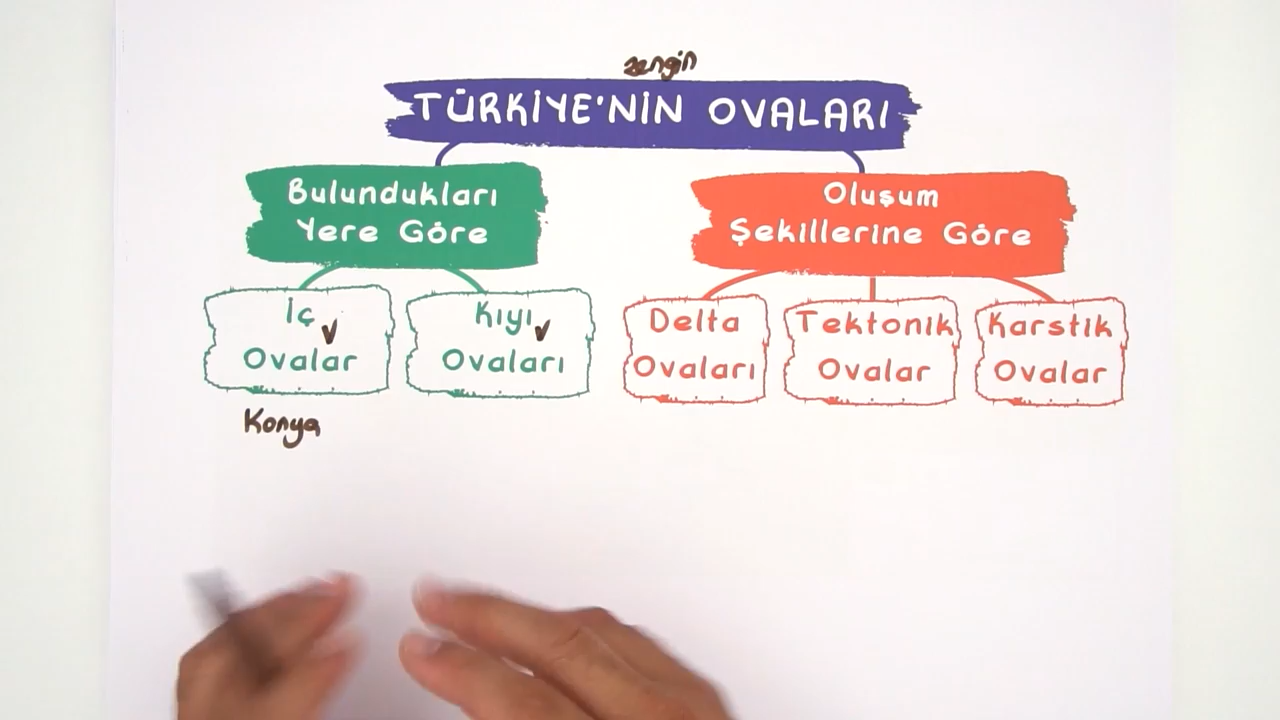 zengin
TÜRKİYE'NİN OVALARI
Bulundukları
Yere Göre
Oluşum
Şekillerine Göre
İç
Ovalar
Kıyı
Ovaları
Delta
Ovaları
Tektonik
Ovalar
Karstik
Ovalar
Konya